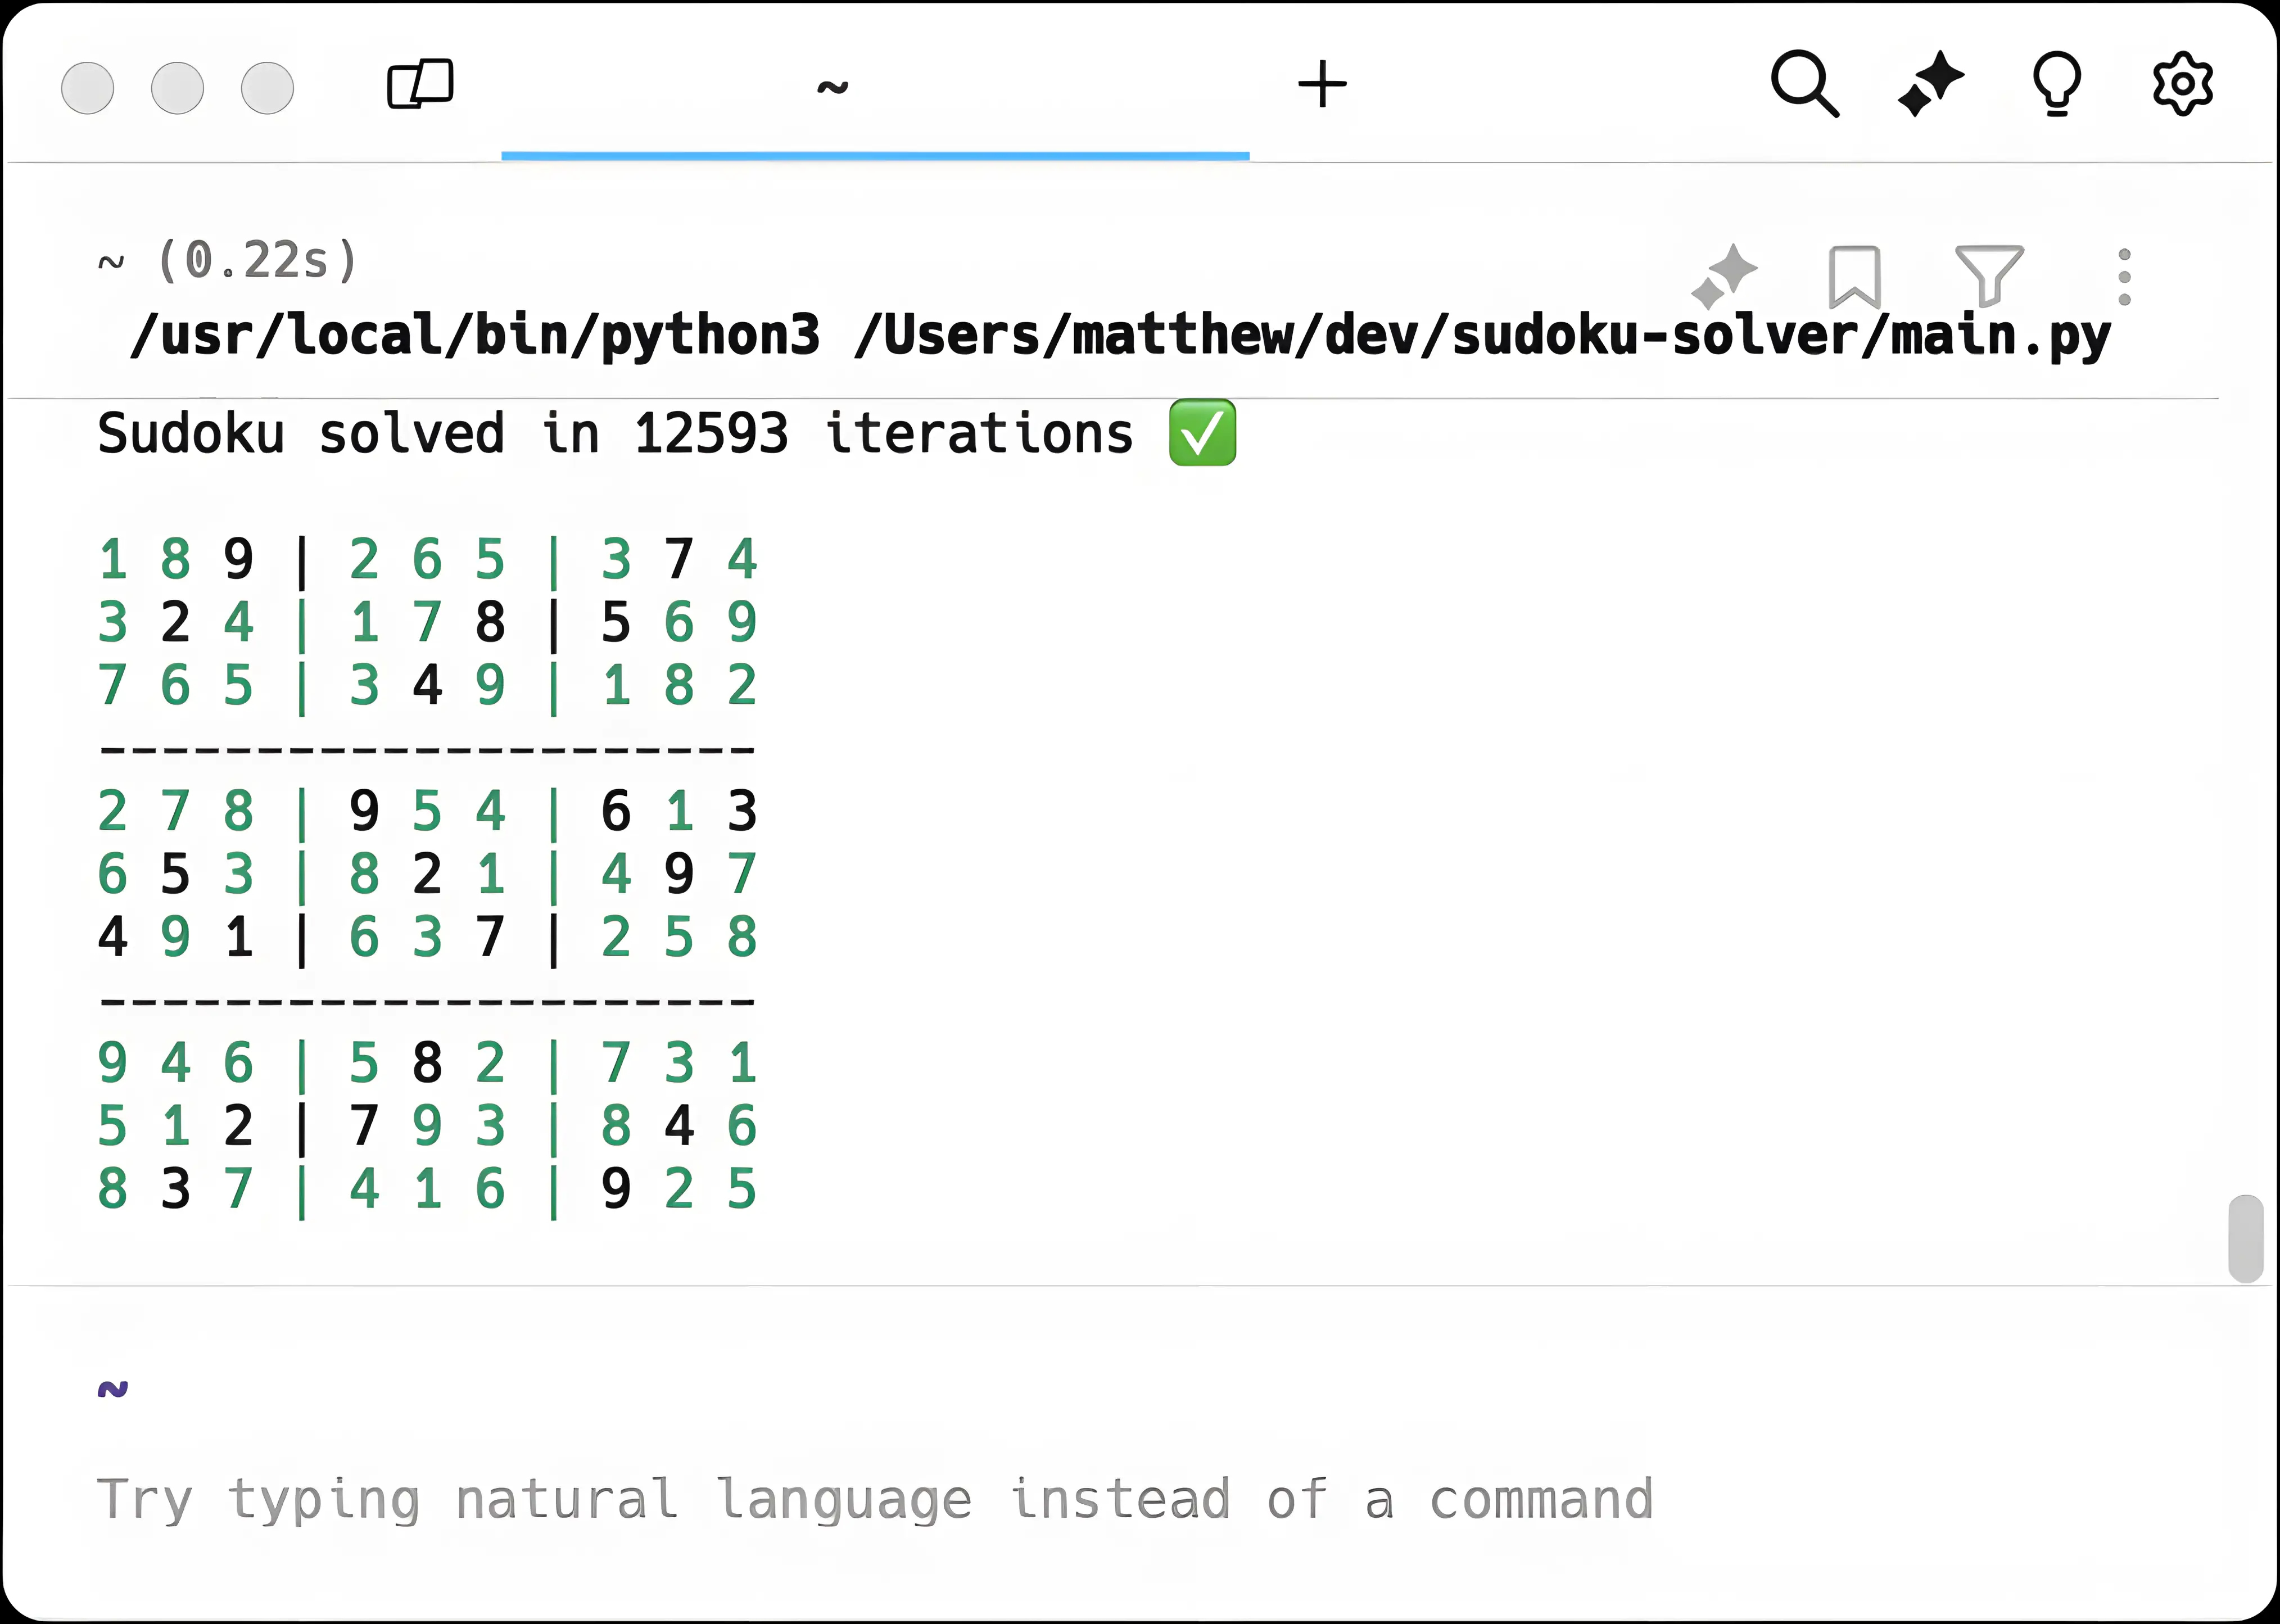 ~
~ (0.22s)
/usr/local/bin/python3 /Users/matthew/dev/sudoku-solver/main.py
Sudoku solved in 12593 iterations ✅
1 8 9 | 2 6 5 | 3 7 4
3 2 4 | 1 7 8 | 5 6 9
7 6 5 | 3 4 9 | 1 8 2
---------------------
2 7 8 | 9 5 4 | 6 1 3
6 5 3 | 8 2 1 | 4 9 7
4 9 1 | 6 3 7 | 2 5 8
---------------------
9 4 6 | 5 8 2 | 7 3 1
5 1 2 | 7 9 3 | 8 4 6
8 3 7 | 4 1 6 | 9 2 5
~
Try typing natural language instead of a command